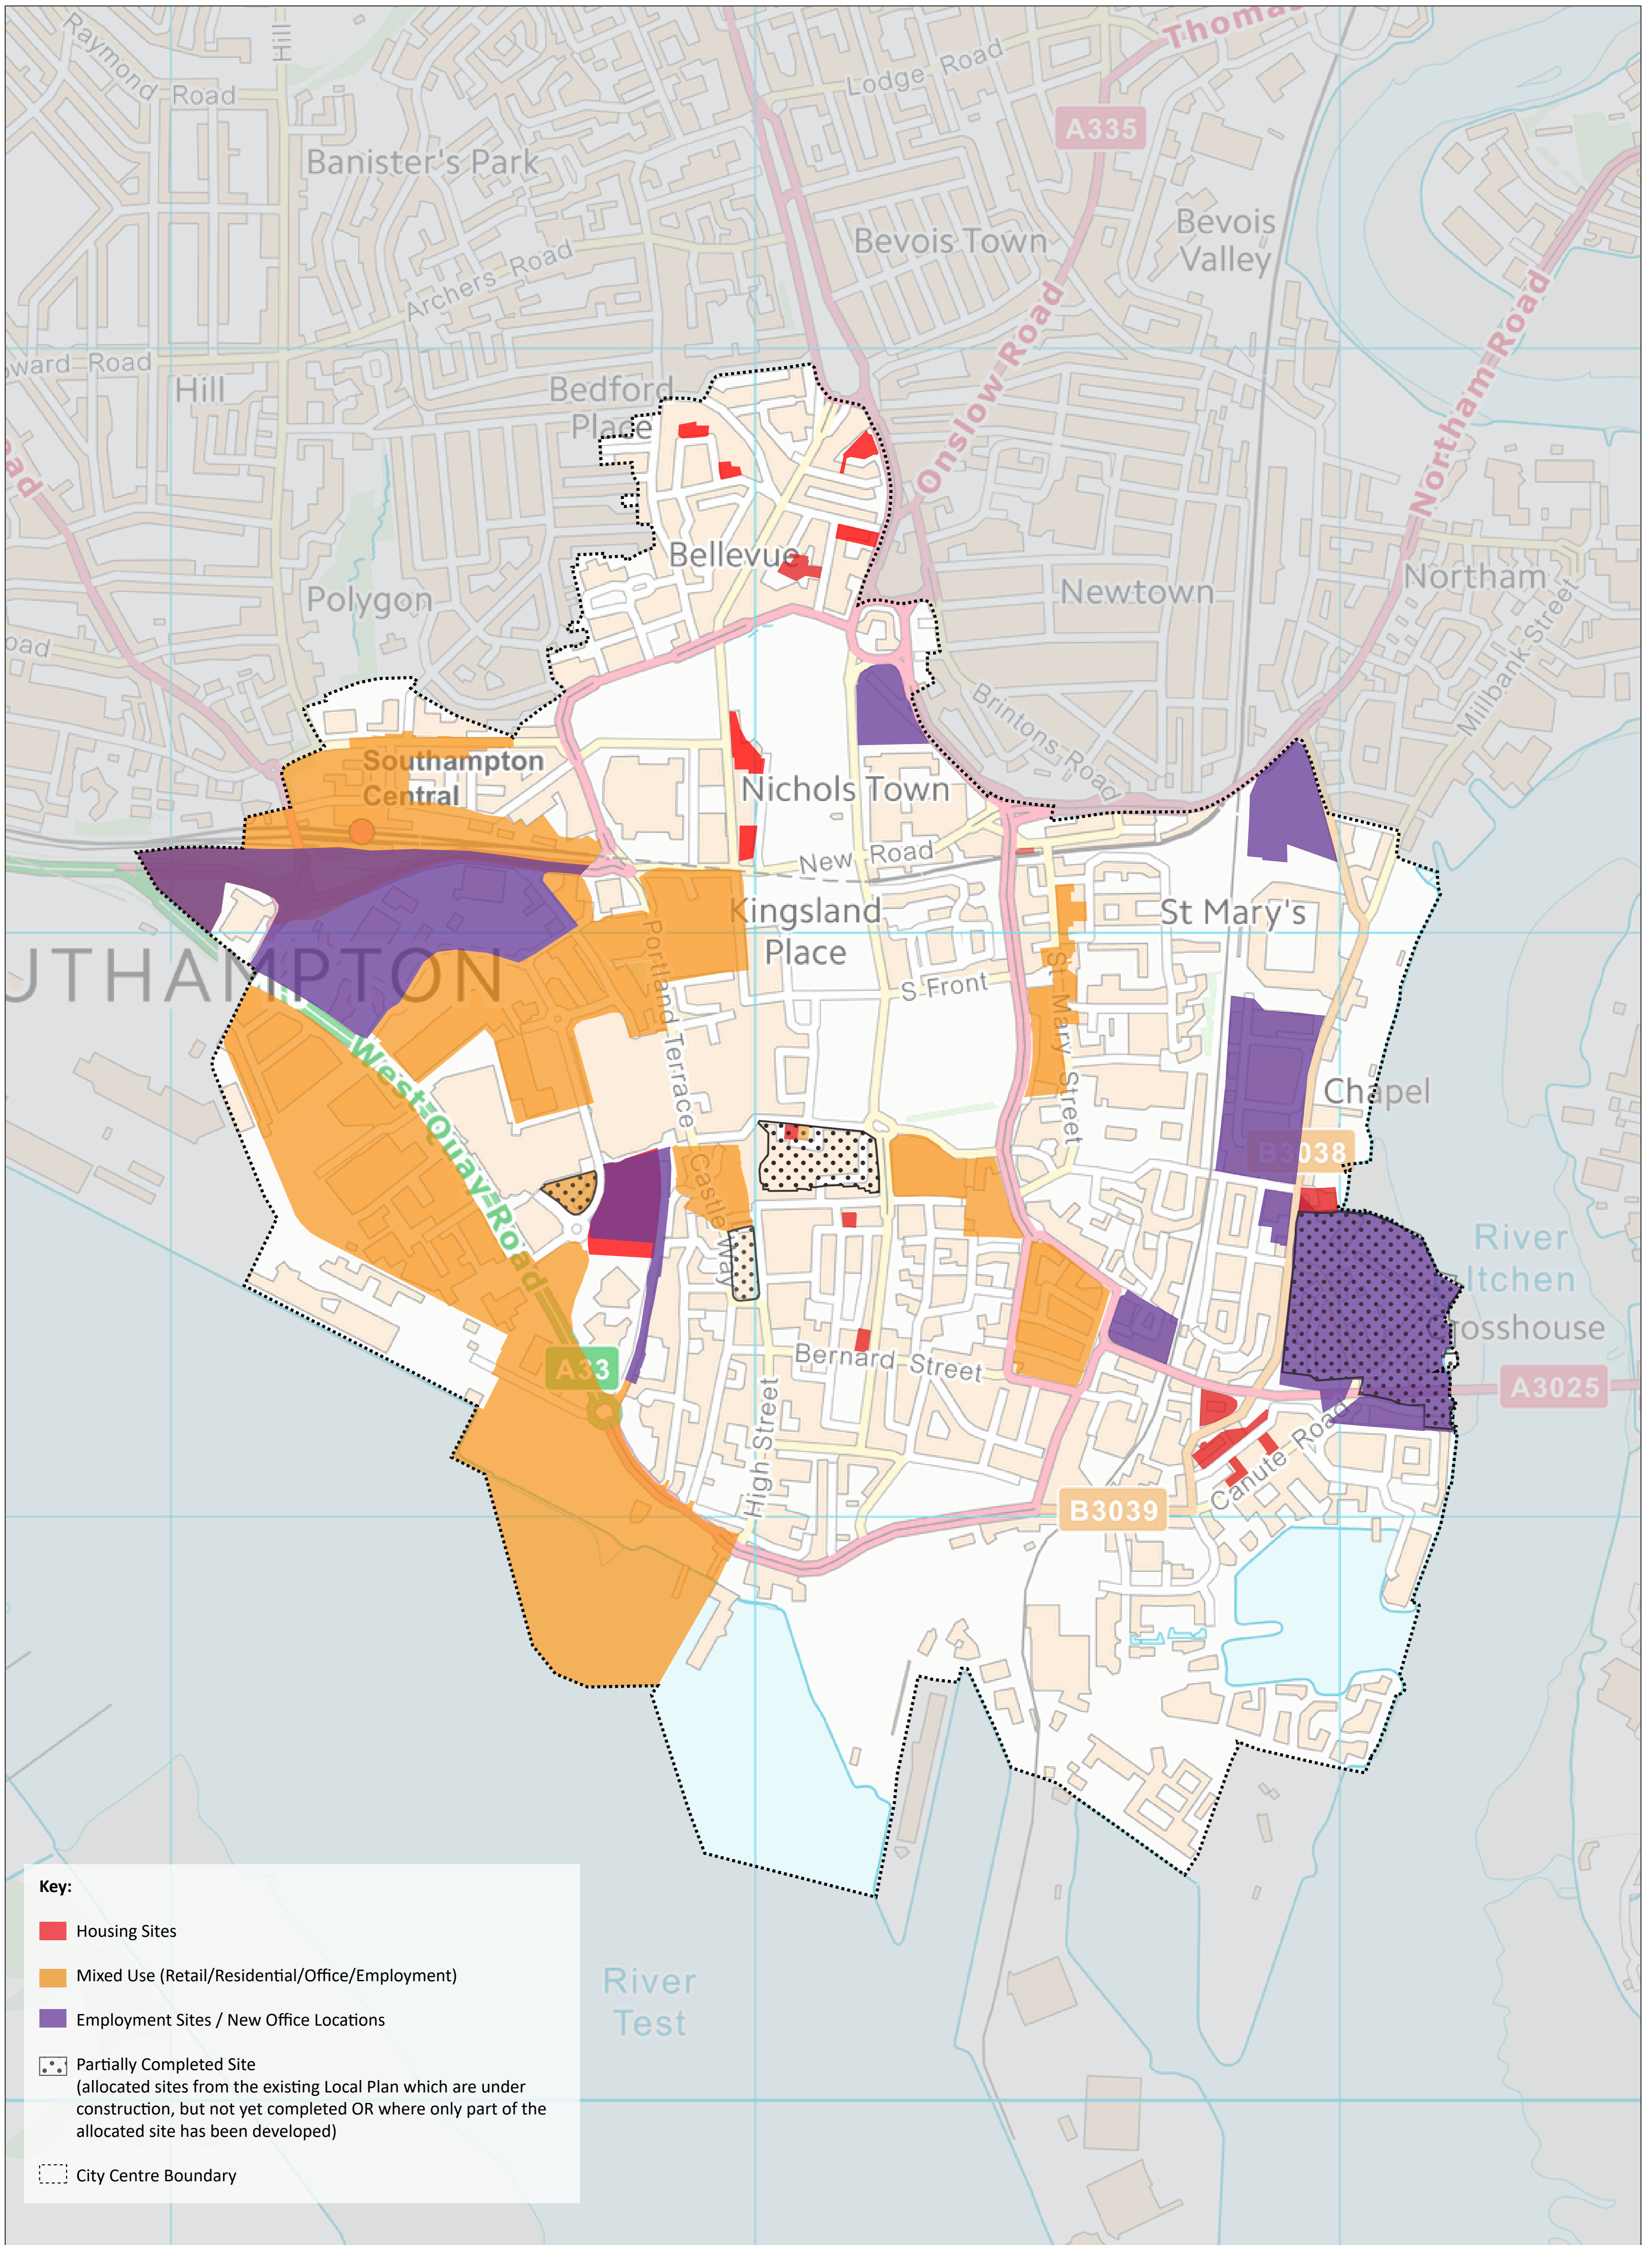 Thomas
Raymond Road
Hill
Lodge Road
A335
Banister's Park
Bevois Town
Bevois
Valley
Archers Road
Onslow Road
Northam Road
Hill
Bedford
Place
Bellevue
Polygon
Newtown
Northam
Millbank Street
Brintons Road
Southampton
Central
Nichols Town
New Road
Kingsland
Place
St Mary's
UTHAMPTON
Portland Terrace
S Front
St Mary Street
West Quay Road
Chapel
B3038
Castle Way
River
Itchen
Crosshouse
A33
Bernard Street
A3025
High Street
Canute Road
B3039
River
Test
Key:
Housing Sites
Mixed Use (Retail/Residential/Office/Employment)
Employment Sites / New Office Locations
Partially Completed Site
(allocated sites from the existing Local Plan which are under
construction, but not yet completed OR where only part of the
allocated site has been developed)
City Centre Boundary